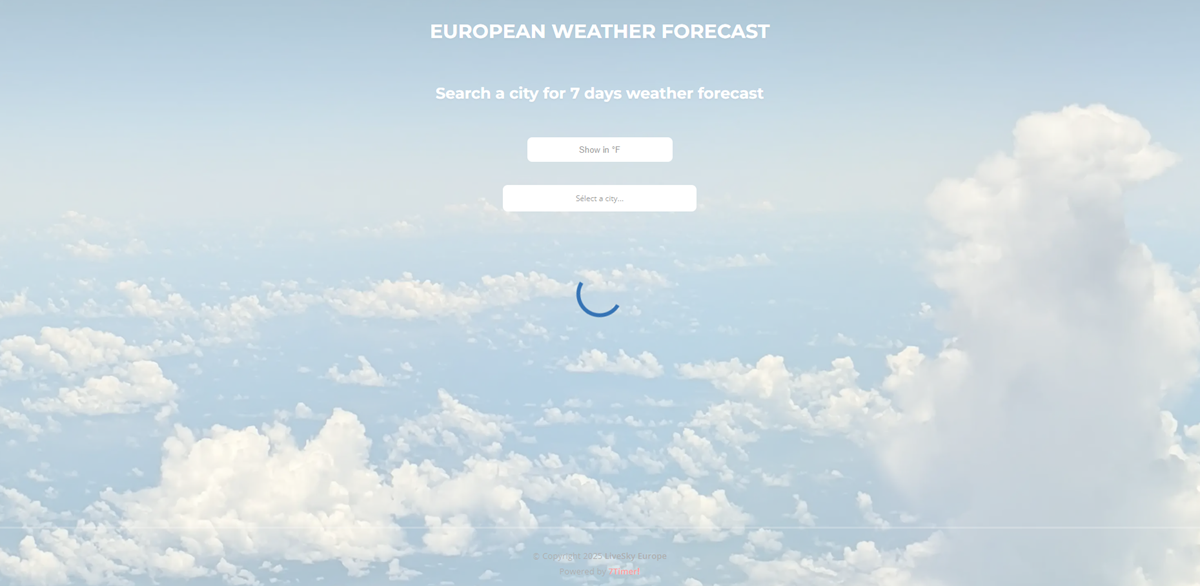 EUROPEAN WEATHER FORECAST
Search a city for 7 days weather forecast
Show in °F
Select a city...
© Copyright 2025 LiveSky Europe
Powered by 7Timer!